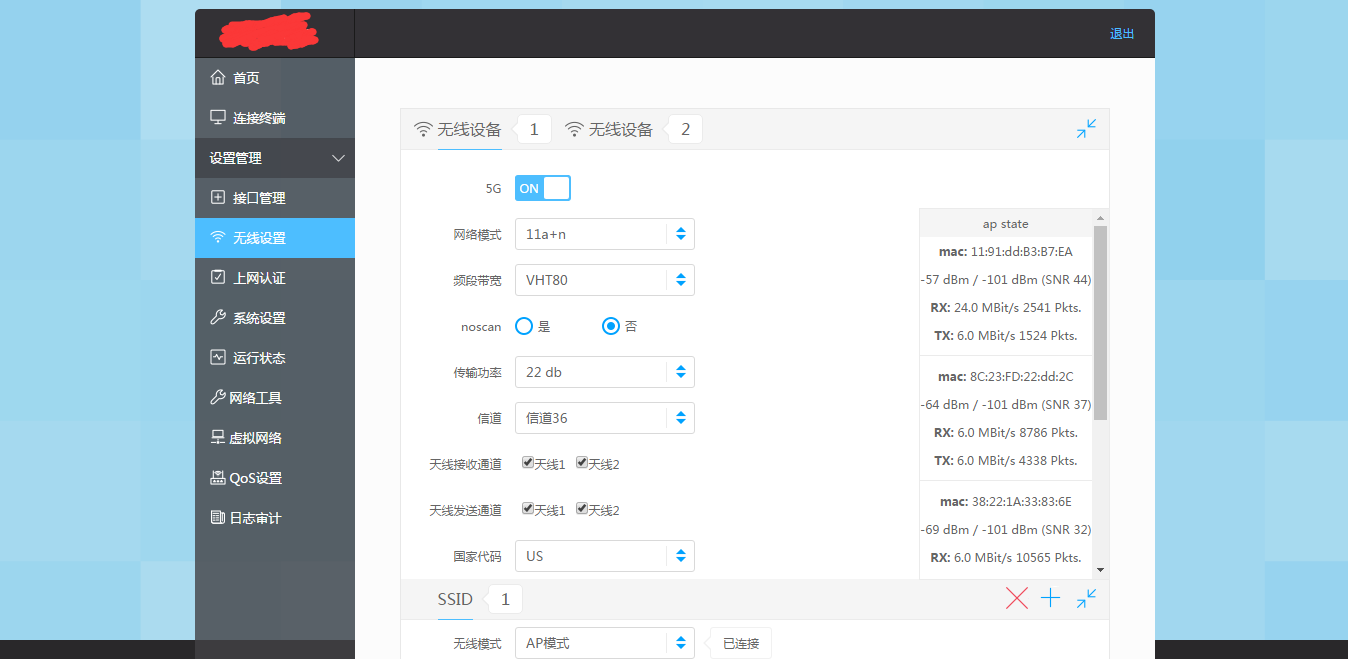 退出
首页
连接终端
设置管理
接口管理
无线设置
上网认证
系统设置
运行状态
网络工具
虚拟网络
QoS设置
日志审计
无线设备 1 无线设备 2
5G ON
网络模式 11a+n
频段带宽 VHT80
noscan 是 否
传输功率 22 db
信道 信道36
天线接收通道 天线1 天线2
天线发送通道 天线1 天线2
国家代码 US
ap state
mac: 11:91:dd:B3:B7:EA
-57 dBm / -101 dBm (SNR 44)
RX: 24.0 MBit/s 2541 Pkts.
TX: 6.0 MBit/s 1524 Pkts.
mac: 8C:23:FD:22:dd:2C
-64 dBm / -101 dBm (SNR 37)
RX: 6.0 MBit/s 8786 Pkts.
TX: 6.0 MBit/s 4338 Pkts.
mac: 38:22:1A:33:83:6E
-69 dBm / -101 dBm (SNR 32)
RX: 6.0 MBit/s 10565 Pkts.
SSID 1
无线模式 AP模式 已连接